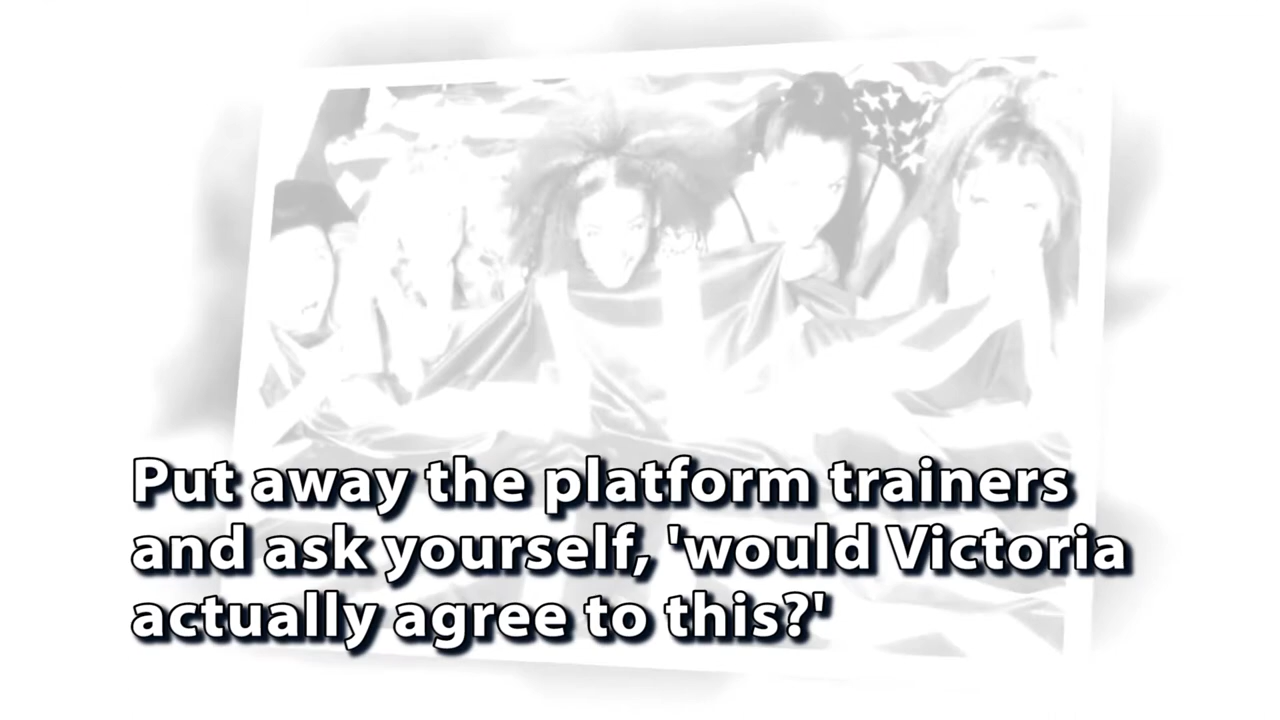 Put away the platform trainers
and ask yourself, 'would Victoria
actually agree to this?'